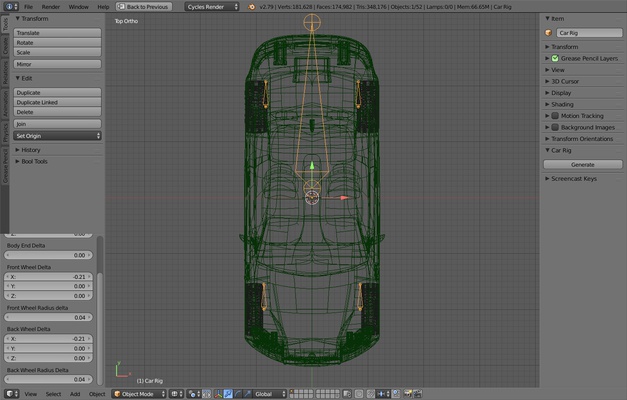 File
Render
Window
Help
Back to Previous
Cycles Render
v2.79 | Verts:181,628 | Faces:174,982 | Tris:348,176 | Objects:1/52 | Lamps:0/0 | Mem:66.65M | Car Rig
Tools
Create
Relations
Animation
Physics
Grease Pencil
Transform
Translate
Rotate
Scale
Mirror
Edit
Duplicate
Duplicate Linked
Delete
Join
Set Origin
History
Bool Tools
Body End Delta
0.00
Front Wheel Delta
X: -0.21
Y: 0.00
Z: 0.00
Front Wheel Radius delta
0.04
Back Wheel Delta
X: -0.21
Y: 0.00
Z: 0.00
Back Wheel Radius Delta
0.04
Top Ortho
(1) Car Rig
Item
Car Rig
Transform
Grease Pencil Layers
View
3D Cursor
Display
Shading
Motion Tracking
Background Images
Transform Orientations
Car Rig
Generate
Screencast Keys
View
Select
Add
Object
Object Mode
Global